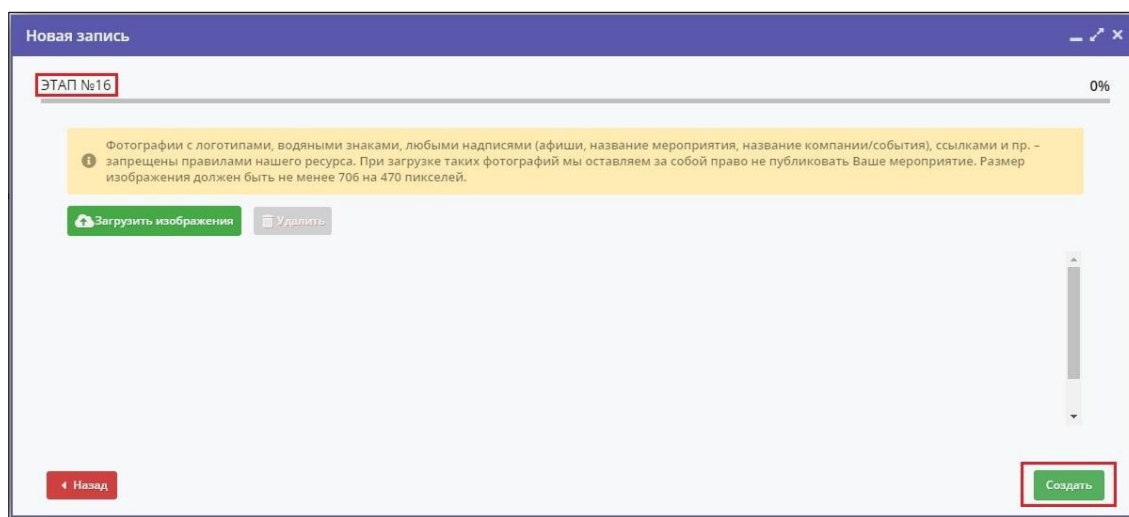 Новая запись
ЭТАП №16
0%
Фотографии с логотипами, водяными знаками, любыми надписями (афиши, название мероприятия, название компании/события), ссылками и пр. –
запрещены правилами нашего ресурса. При загрузке таких фотографий мы оставляем за собой право не публиковать Ваше мероприятие. Размер
изображения должен быть не менее 706 на 470 пикселей.
Загрузить изображения
Удалить
Назад
Создать